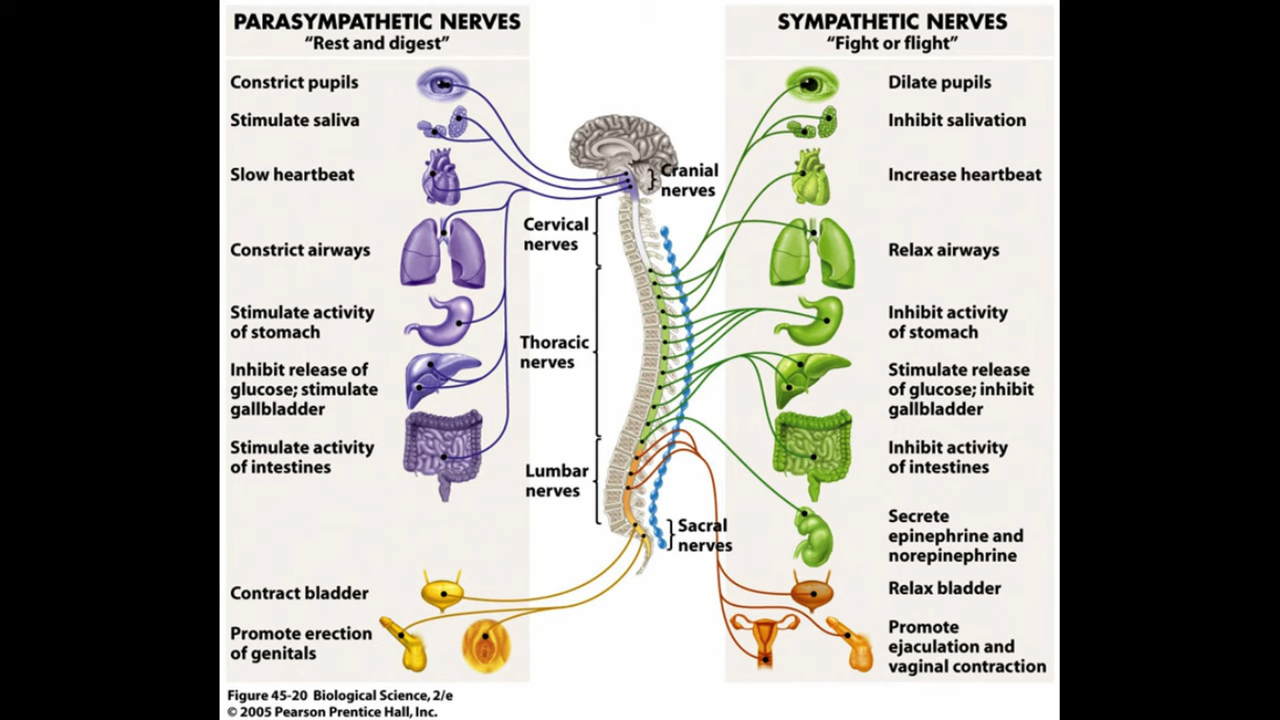 PARASYMPATHETIC NERVES
“Rest and digest”
Constrict pupils
Stimulate saliva
Slow heartbeat
Constrict airways
Stimulate activity
of stomach
Inhibit release of
glucose; stimulate
gallbladder
Stimulate activity
of intestines
Contract bladder
Promote erection
of genitals
Cranial
nerves
Cervical
nerves
Thoracic
nerves
Lumbar
nerves
Sacral
nerves
SYMPATHETIC NERVES
“Fight or flight”
Dilate pupils
Inhibit salivation
Increase heartbeat
Relax airways
Inhibit activity
of stomach
Stimulate release
of glucose; inhibit
gallbladder
Inhibit activity
of intestines
Secrete
epinephrine and
norepinephrine
Relax bladder
Promote
ejaculation and
vaginal contraction
Figure 45-20 Biological Science, 2/e
© 2005 Pearson Prentice Hall, Inc.